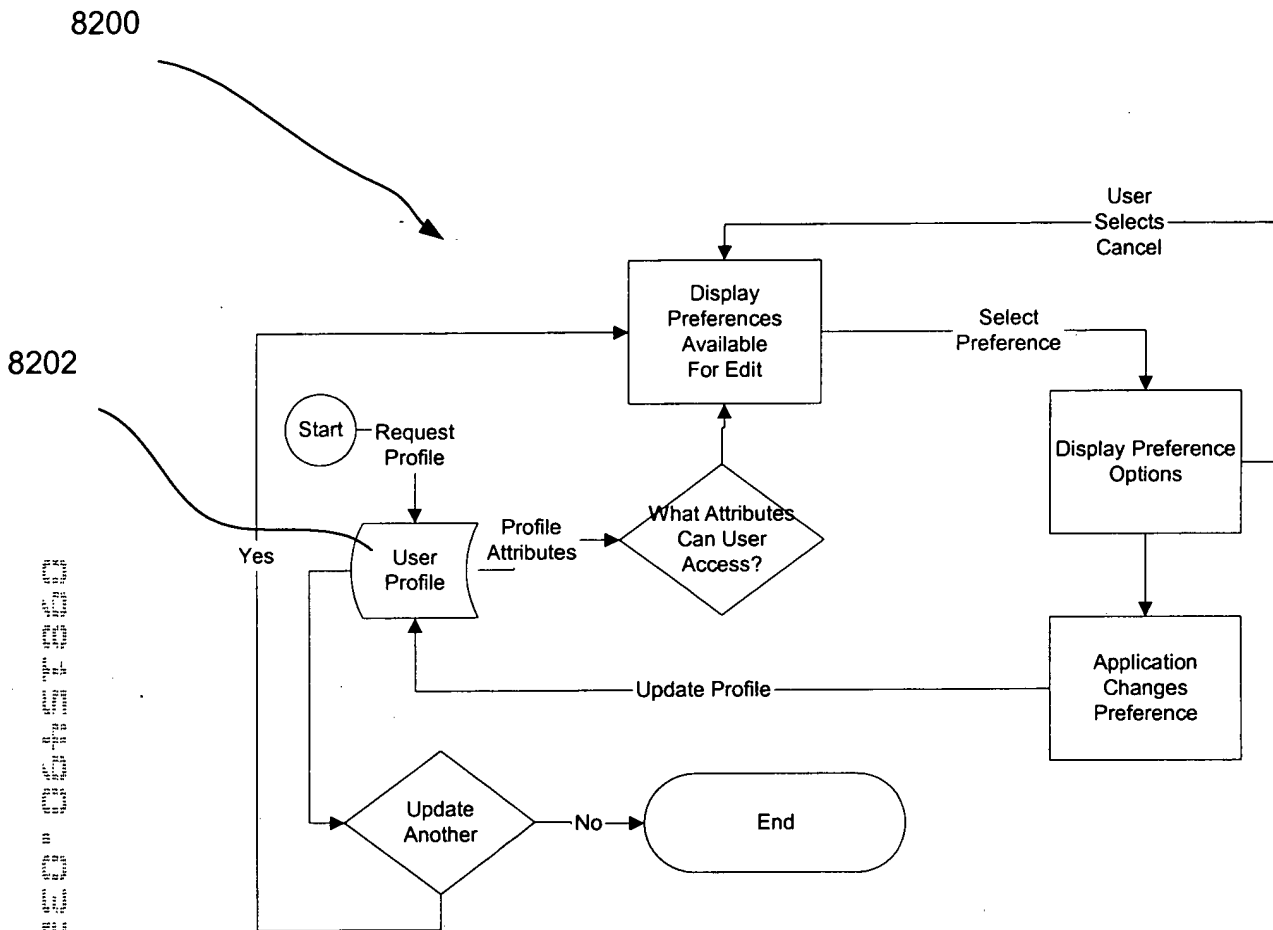 8200
User
Selects
Cancel
Display
Preferences
Available
For Edit
Select
Preference
8202
Start
Request
Profile
Display Preference
Options
What Attributes
Can User
Access?
Profile
Attributes
User
Profile
Yes
Application
Changes
Preference
Update Profile
Update
Another
No
End